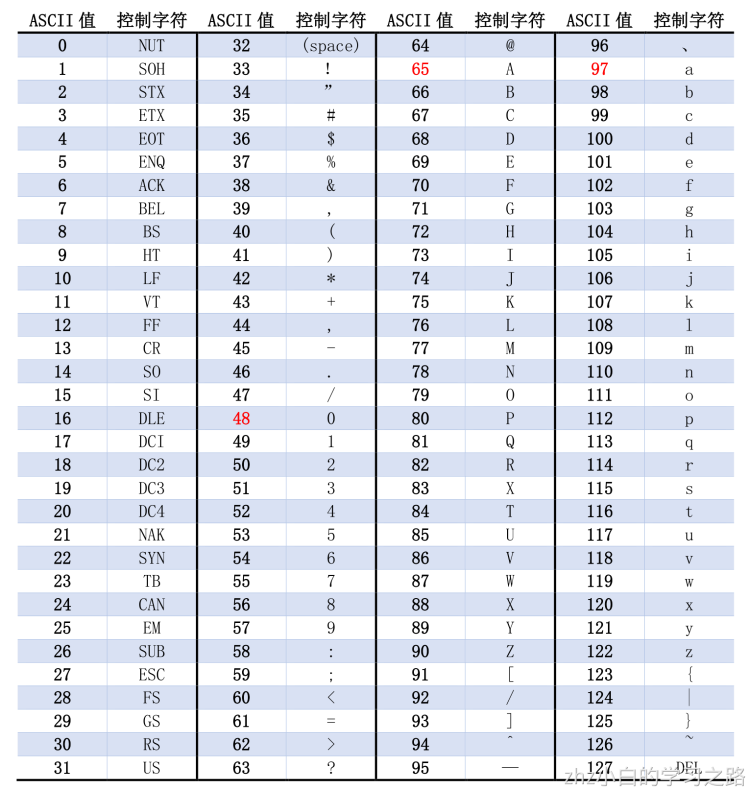 ASCII 值 控制字符 ASCII 值 控制字符 ASCII 值 控制字符 ASCII 值 控制字符
0 NUT 32 (space) 64 @ 96 、
1 SOH 33 ! 65 A 97 a
2 STX 34 ” 66 B 98 b
3 ETX 35 # 67 C 99 c
4 EOT 36 $ 68 D 100 d
5 ENQ 37 % 69 E 101 e
6 ACK 38 & 70 F 102 f
7 BEL 39 , 71 G 103 g
8 BS 40 ( 72 H 104 h
9 HT 41 ) 73 I 105 i
10 LF 42 * 74 J 106 j
11 VT 43 + 75 K 107 k
12 FF 44 , 76 L 108 l
13 CR 45 - 77 M 109 m
14 SO 46 . 78 N 110 n
15 SI 47 / 79 O 111 o
16 DLE 48 0 80 P 112 p
17 DCI 49 1 81 Q 113 q
18 DC2 50 2 82 R 114 r
19 DC3 51 3 83 X 115 s
20 DC4 52 4 84 T 116 t
21 NAK 53 5 85 U 117 u
22 SYN 54 6 86 V 118 v
23 TB 55 7 87 W 119 w
24 CAN 56 8 88 X 120 x
25 EM 57 9 89 Y 121 y
26 SUB 58 : 90 Z 122 z
27 ESC 59 ; 91 [ 123 {
28 FS 60 < 92 / 124 |
29 GS 61 = 93 ] 125 }
30 RS 62 > 94 ^ 126 ~
31 US 63 ? 95 — 127 DEL
zhz小白的学习之路